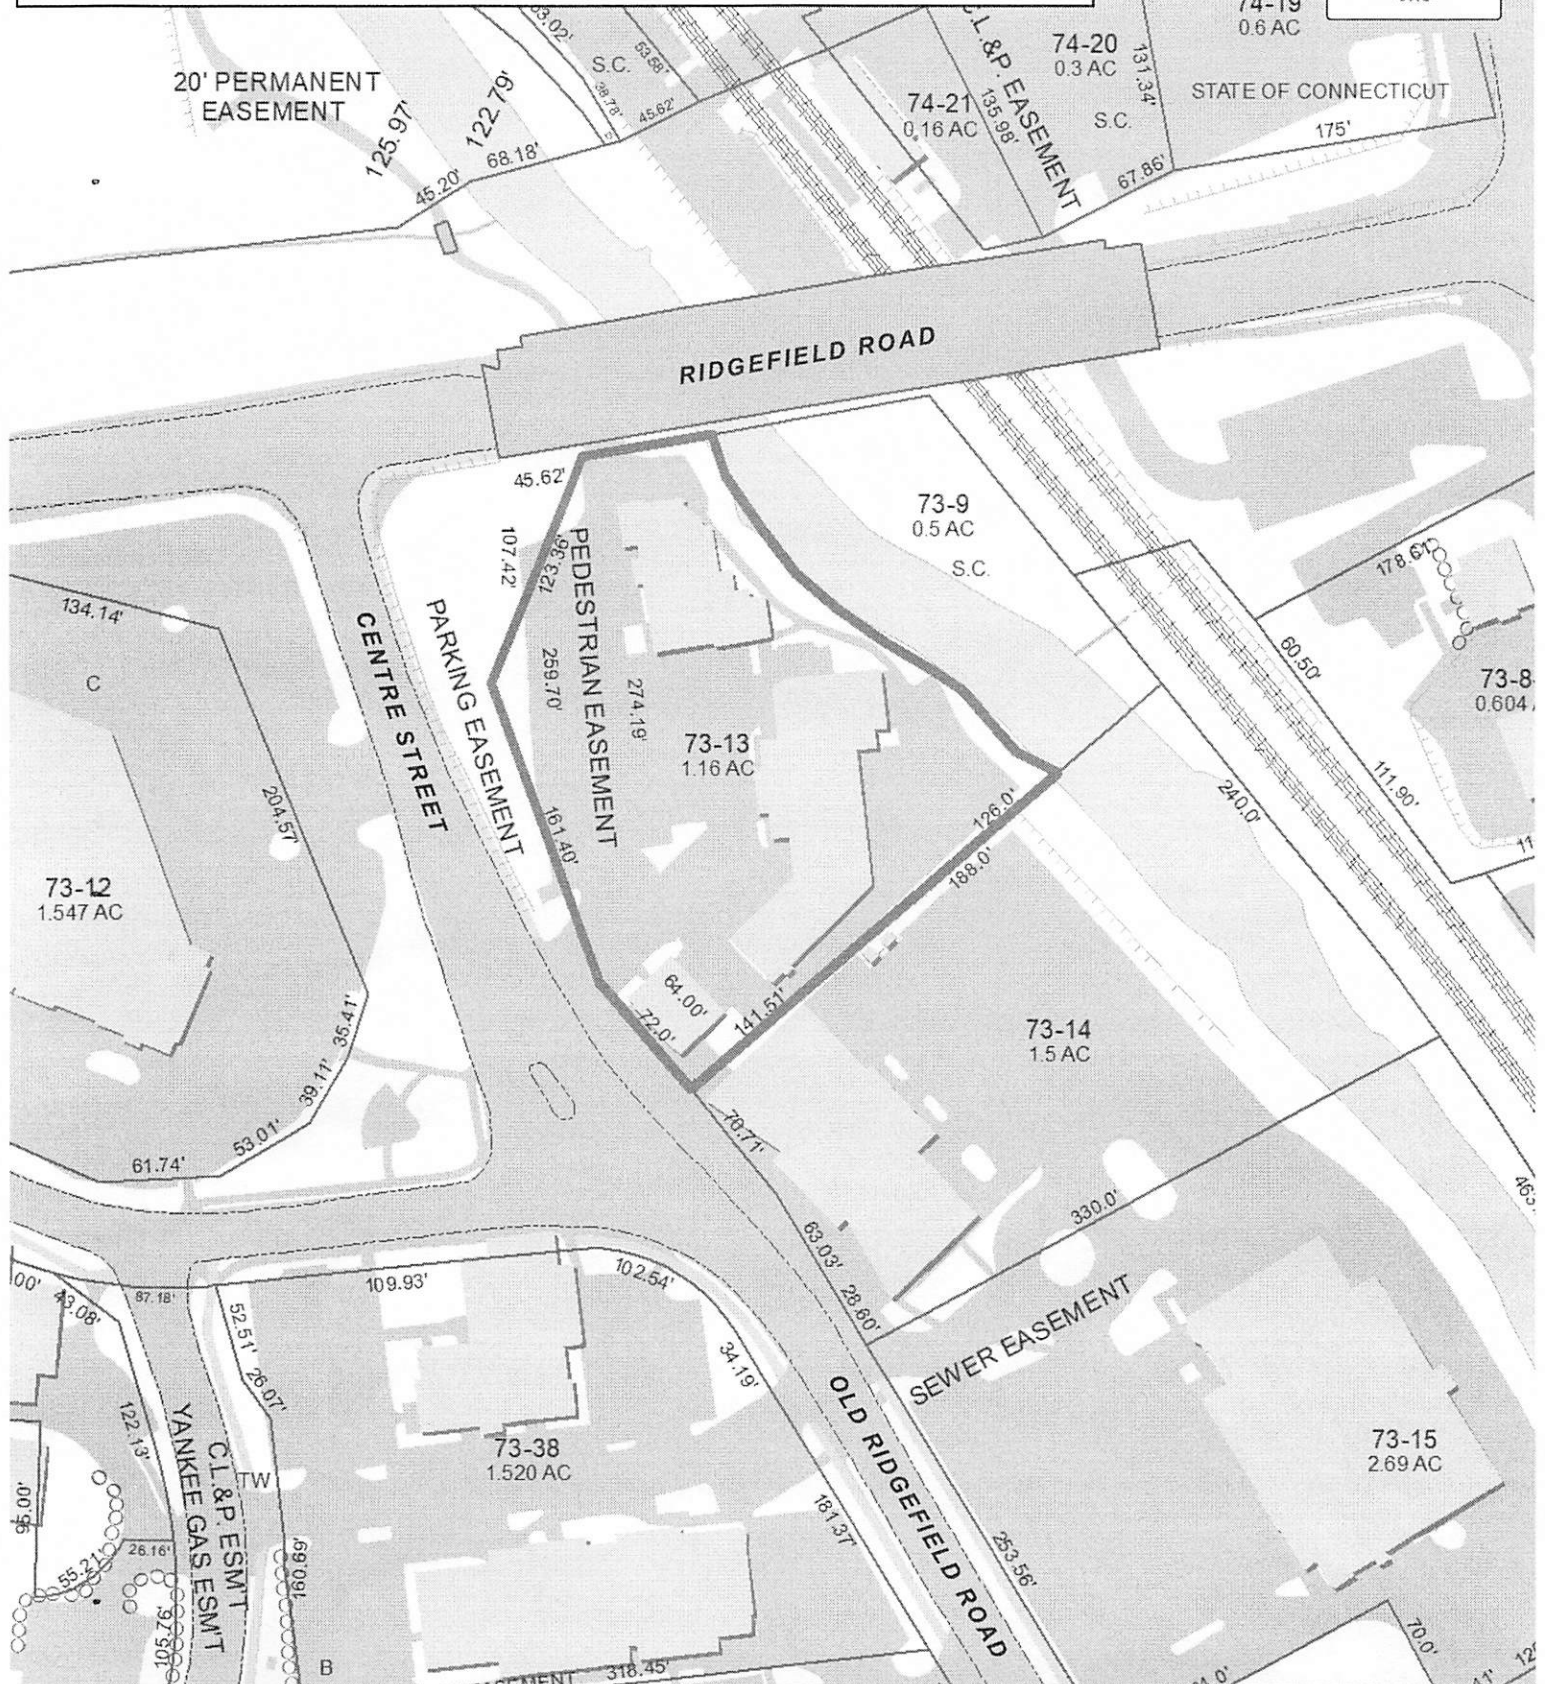 74-19
0.6 AC
63.02'
53.58'
S.C.
38.78'
45.62'
20' PERMANENT
EASEMENT
125.97'
122.79'
68.18'
45.20'
C.L.&P. EASEMENT
135.98'
74-20
0.3 AC
131.34'
S.C.
74-21
0.16 AC
STATE OF CONNECTICUT
175'
67.86'
RIDGEFIELD ROAD
45.62'
107.42'
123.36'
PEDESTRIAN EASEMENT
259.70'
274.19'
161.40'
73-9
0.5 AC
S.C.
178.61'
60.50'
73-8
0.604
111.90'
240.0'
134.14'
C
CENTRE STREET
PARKING EASEMENT
204.57'
73-13
1.16 AC
126.0'
188.0'
73-12
1.547 AC
64.00'
72.0'
141.51'
35.41'
39.11'
53.01'
61.74'
73-14
1.5 AC
70.71'
330.0'
63.03'
28.60'
SEWER EASEMENT
00'
43.08'
87.18'
109.93'
102.54'
52.51'
26.07'
34.19'
OLD RIDGEFIELD ROAD
122.13'
YANKEE GAS ESM'T
C.L.&P. ESM'T
TW
73-38
1.520 AC
73-15
2.69 AC
95.00'
181.37'
253.56'
26.16'
55.21'
160.69'
105.76'
B
318.45'
70.0'